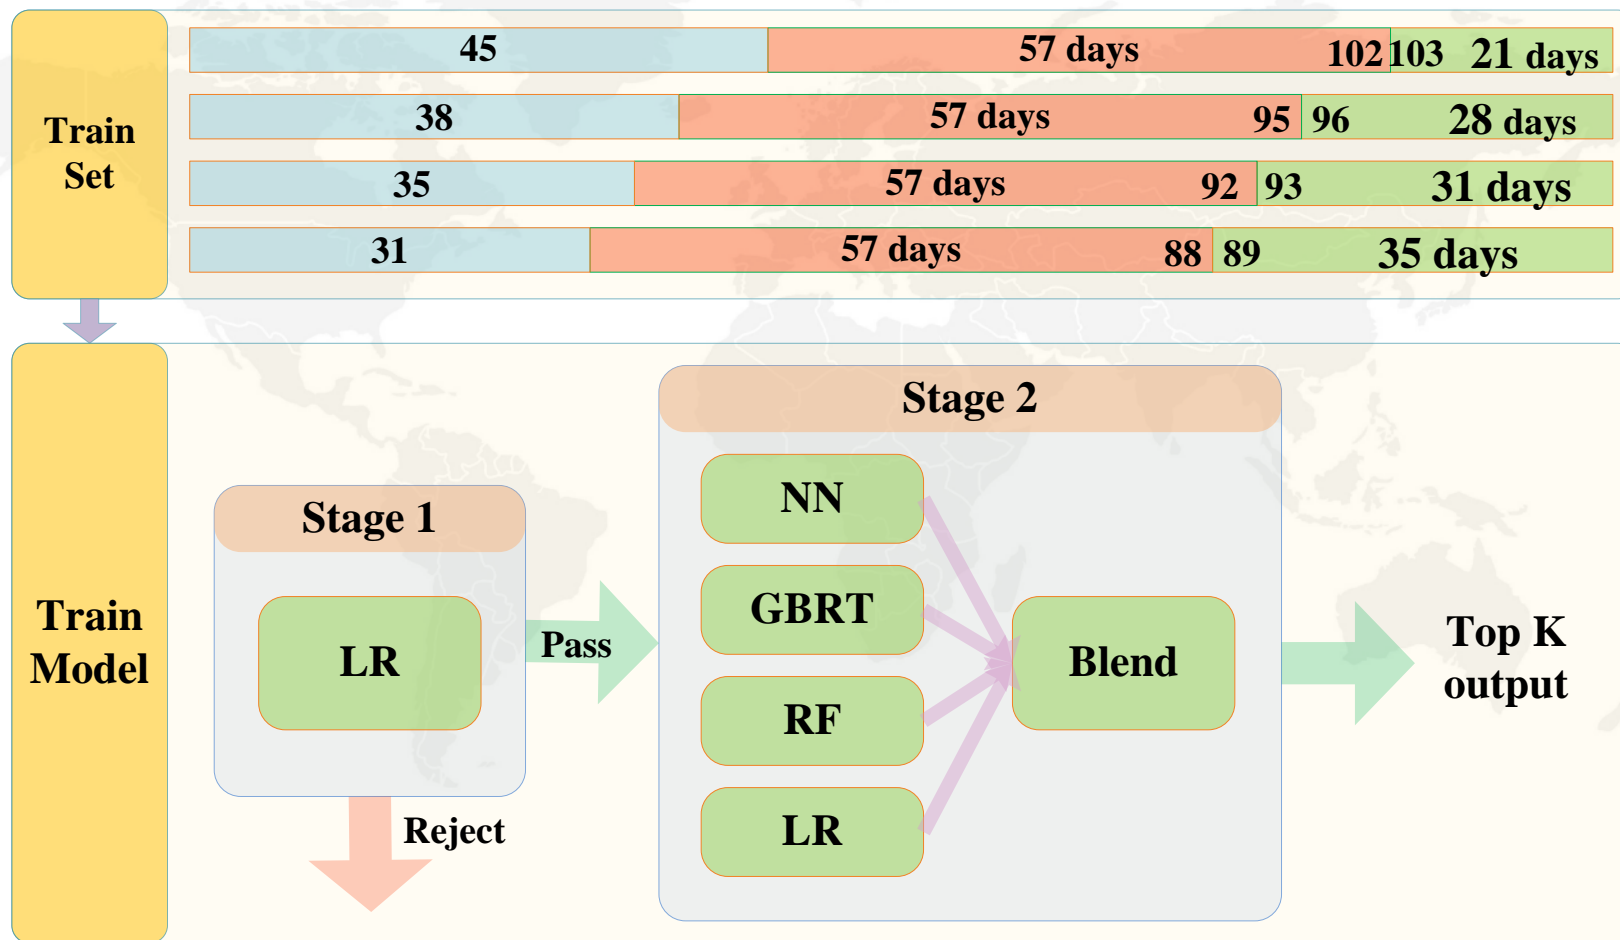 Train
Set
45 57 days 102 103 21 days
38 57 days 95 96 28 days
35 57 days 92 93 31 days
31 57 days 88 89 35 days
Train
Model
Stage 1
LR
Pass
Reject
Stage 2
NN
GBRT
RF
LR
Blend
Top K
output